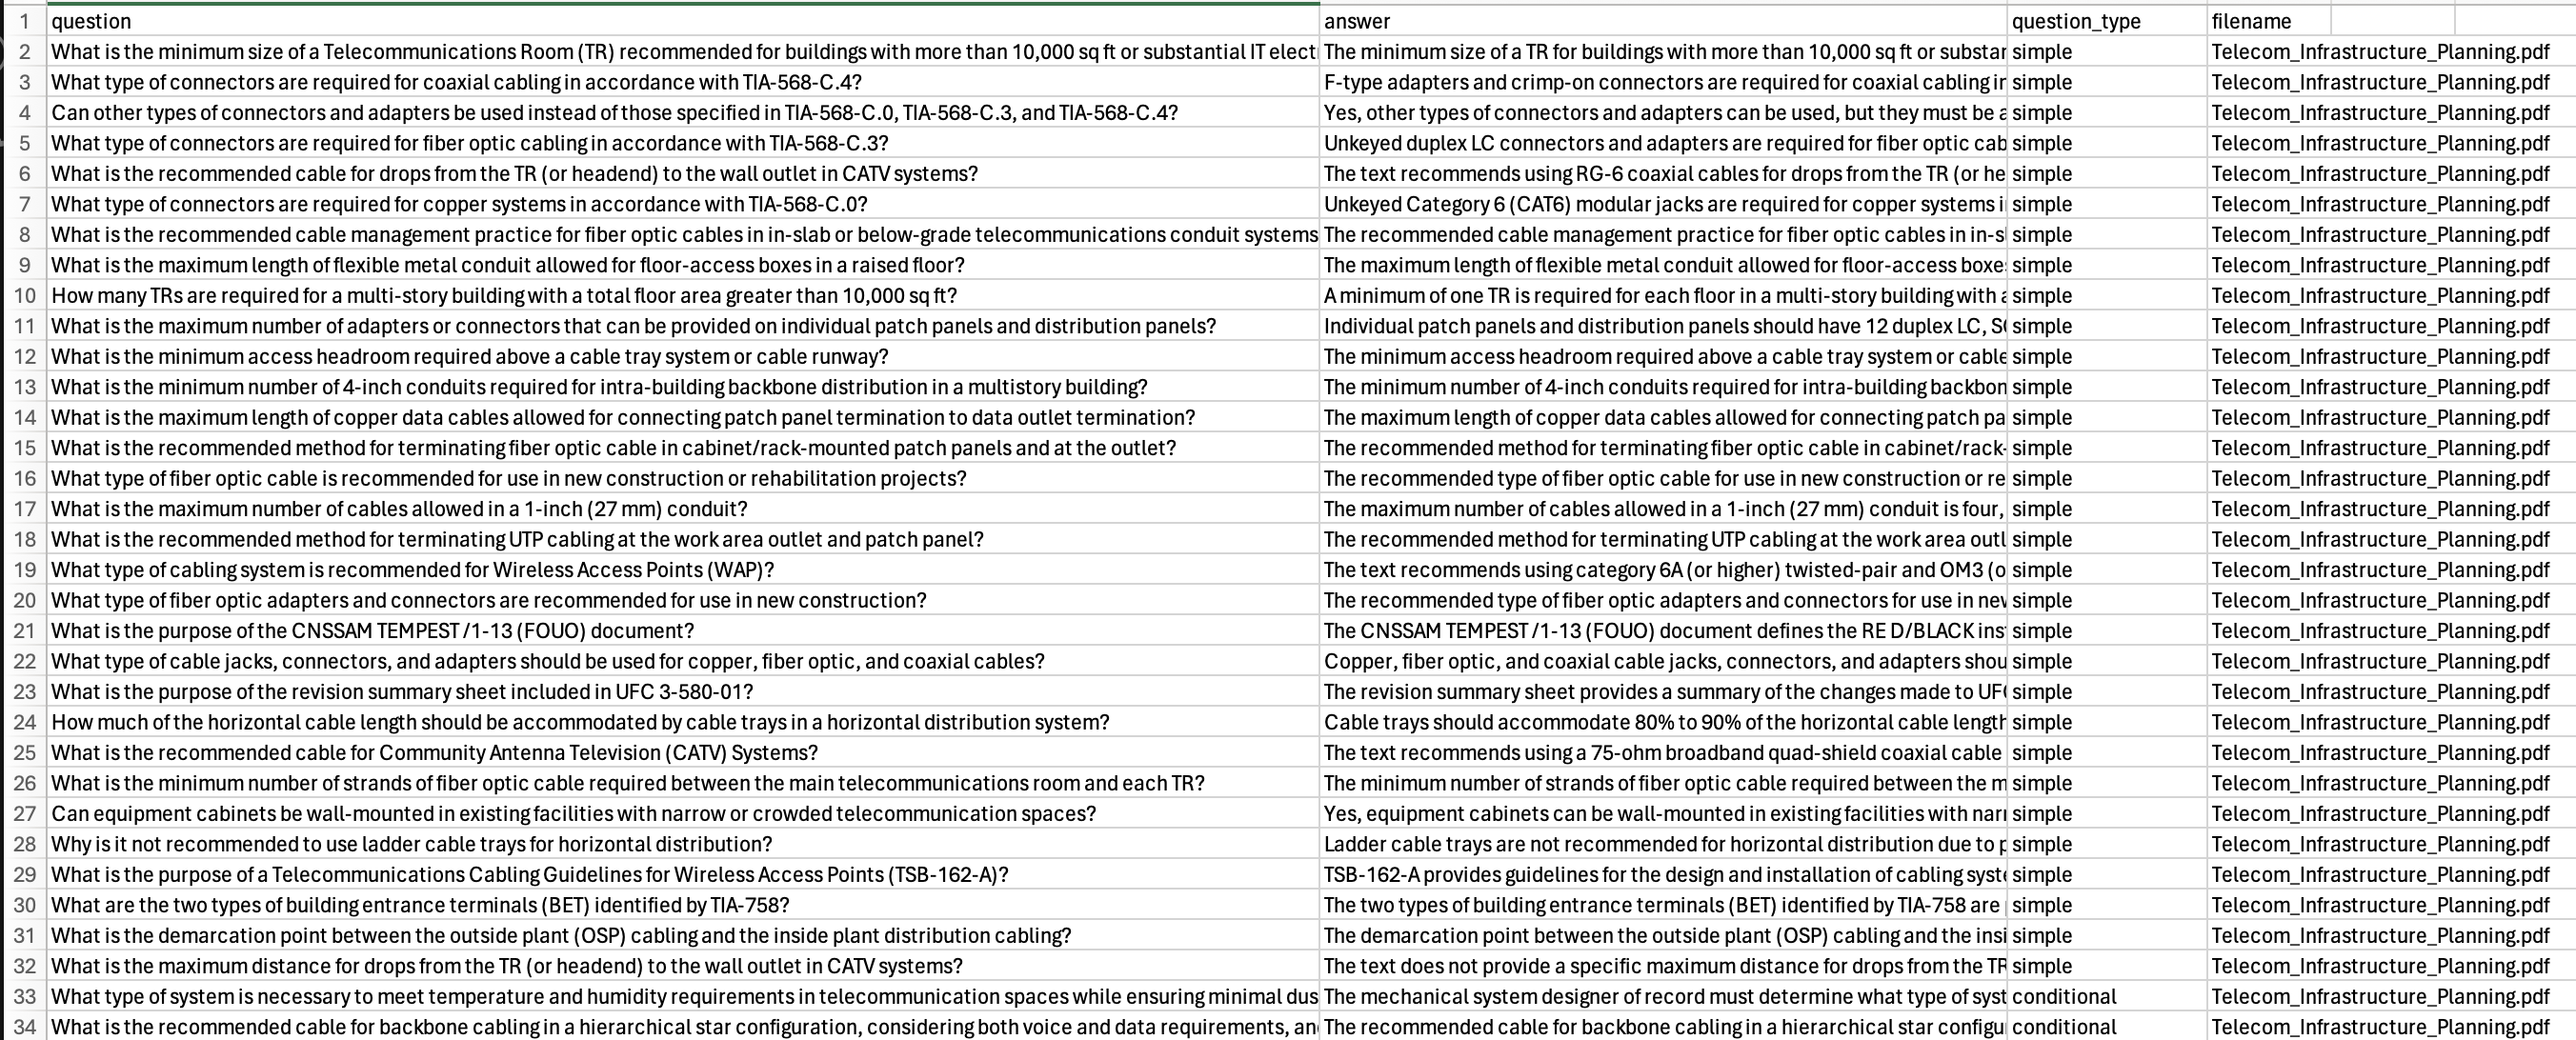 1 question answer question_type filename
2 What is the minimum size of a Telecommunications Room (TR) recommended for buildings with more than 10,000 sq ft or substantial IT elect The minimum size of a TR for buildings with more than 10,000 sq ft or substar simple Telecom_Infrastructure_Planning.pdf
3 What type of connectors are required for coaxial cabling in accordance with TIA-568-C.4? F-type adapters and crimp-on connectors are required for coaxial cabling ir simple Telecom_Infrastructure_Planning.pdf
4 Can other types of connectors and adapters be used instead of those specified in TIA-568-C.0, TIA-568-C.3, and TIA-568-C.4? Yes, other types of connectors and adapters can be used, but they must be a simple Telecom_Infrastructure_Planning.pdf
5 What type of connectors are required for fiber optic cabling in accordance with TIA-568-C.3? Unkeyed duplex LC connectors and adapters are required for fiber optic cab simple Telecom_Infrastructure_Planning.pdf
6 What is the recommended cable for drops from the TR (or headend) to the wall outlet in CATV systems? The text recommends using RG-6 coaxial cables for drops from the TR (or he simple Telecom_Infrastructure_Planning.pdf
7 What type of connectors are required for copper systems in accordance with TIA-568-C.0? Unkeyed Category 6 (CAT6) modular jacks are required for copper systems i simple Telecom_Infrastructure_Planning.pdf
8 What is the recommended cable management practice for fiber optic cables in in-slab or below-grade telecommunications conduit systems The recommended cable management practice for fiber optic cables in in-sl simple Telecom_Infrastructure_Planning.pdf
9 What is the maximum length of flexible metal conduit allowed for floor-access boxes in a raised floor? The maximum length of flexible metal conduit allowed for floor-access boxe simple Telecom_Infrastructure_Planning.pdf
10 How many TRs are required for a multi-story building with a total floor area greater than 10,000 sq ft? A minimum of one TR is required for each floor in a multi-story building with a simple Telecom_Infrastructure_Planning.pdf
11 What is the maximum number of adapters or connectors that can be provided on individual patch panels and distribution panels? Individual patch panels and distribution panels should have 12 duplex LC, S simple Telecom_Infrastructure_Planning.pdf
12 What is the minimum access headroom required above a cable tray system or cable runway? The minimum access headroom required above a cable tray system or cable simple Telecom_Infrastructure_Planning.pdf
13 What is the minimum number of 4-inch conduits required for intra-building backbone distribution in a multistory building? The minimum number of 4-inch conduits required for intra-building backbon simple Telecom_Infrastructure_Planning.pdf
14 What is the maximum length of copper data cables allowed for connecting patch panel termination to data outlet termination? The maximum length of copper data cables allowed for connecting patch pa simple Telecom_Infrastructure_Planning.pdf
15 What is the recommended method for terminating fiber optic cable in cabinet/rack-mounted patch panels and at the outlet? The recommended method for terminating fiber optic cable in cabinet/rack- simple Telecom_Infrastructure_Planning.pdf
16 What type of fiber optic cable is recommended for use in new construction or rehabilitation projects? The recommended type of fiber optic cable for use in new construction or re simple Telecom_Infrastructure_Planning.pdf
17 What is the maximum number of cables allowed in a 1-inch (27 mm) conduit? The maximum number of cables allowed in a 1-inch (27 mm) conduit is four, simple Telecom_Infrastructure_Planning.pdf
18 What is the recommended method for terminating UTP cabling at the work area outlet and patch panel? The recommended method for terminating UTP cabling at the work area outl simple Telecom_Infrastructure_Planning.pdf
19 What type of cabling system is recommended for Wireless Access Points (WAP)? The text recommends using category 6A (or higher) twisted-pair and OM3 (o simple Telecom_Infrastructure_Planning.pdf
20 What type of fiber optic adapters and connectors are recommended for use in new construction? The recommended type of fiber optic adapters and connectors for use in nev simple Telecom_Infrastructure_Planning.pdf
21 What is the purpose of the CNSSAM TEMPEST /1-13 (FOUO) document? The CNSSAM TEMPEST /1-13 (FOUO) document defines the RE D/BLACK ins simple Telecom_Infrastructure_Planning.pdf
22 What type of cable jacks, connectors, and adapters should be used for copper, fiber optic, and coaxial cables? Copper, fiber optic, and coaxial cable jacks, connectors, and adapters shou simple Telecom_Infrastructure_Planning.pdf
23 What is the purpose of the revision summary sheet included in UFC 3-580-01? The revision summary sheet provides a summary of the changes made to UF simple Telecom_Infrastructure_Planning.pdf
24 How much of the horizontal cable length should be accommodated by cable trays in a horizontal distribution system? Cable trays should accommodate 80% to 90% of the horizontal cable length simple Telecom_Infrastructure_Planning.pdf
25 What is the recommended cable for Community Antenna Television (CATV) Systems? The text recommends using a 75-ohm broadband quad-shield coaxial cable simple Telecom_Infrastructure_Planning.pdf
26 What is the minimum number of strands of fiber optic cable required between the main telecommunications room and each TR? The minimum number of strands of fiber optic cable required between the m simple Telecom_Infrastructure_Planning.pdf
27 Can equipment cabinets be wall-mounted in existing facilities with narrow or crowded telecommunication spaces? Yes, equipment cabinets can be wall-mounted in existing facilities with narr simple Telecom_Infrastructure_Planning.pdf
28 Why is it not recommended to use ladder cable trays for horizontal distribution? Ladder cable trays are not recommended for horizontal distribution due to p simple Telecom_Infrastructure_Planning.pdf
29 What is the purpose of a Telecommunications Cabling Guidelines for Wireless Access Points (TSB-162-A)? TSB-162-A provides guidelines for the design and installation of cabling syste simple Telecom_Infrastructure_Planning.pdf
30 What are the two types of building entrance terminals (BET) identified by TIA-758? The two types of building entrance terminals (BET) identified by TIA-758 are simple Telecom_Infrastructure_Planning.pdf
31 What is the demarcation point between the outside plant (OSP) cabling and the inside plant distribution cabling? The demarcation point between the outside plant (OSP) cabling and the insi simple Telecom_Infrastructure_Planning.pdf
32 What is the maximum distance for drops from the TR (or headend) to the wall outlet in CATV systems? The text does not provide a specific maximum distance for drops from the TR simple Telecom_Infrastructure_Planning.pdf
33 What type of system is necessary to meet temperature and humidity requirements in telecommunication spaces while ensuring minimal dus The mechanical system designer of record must determine what type of syst conditional Telecom_Infrastructure_Planning.pdf
34 What is the recommended cable for backbone cabling in a hierarchical star configuration, considering both voice and data requirements, an The recommended cable for backbone cabling in a hierarchical star configu conditional Telecom_Infrastructure_Planning.pdf